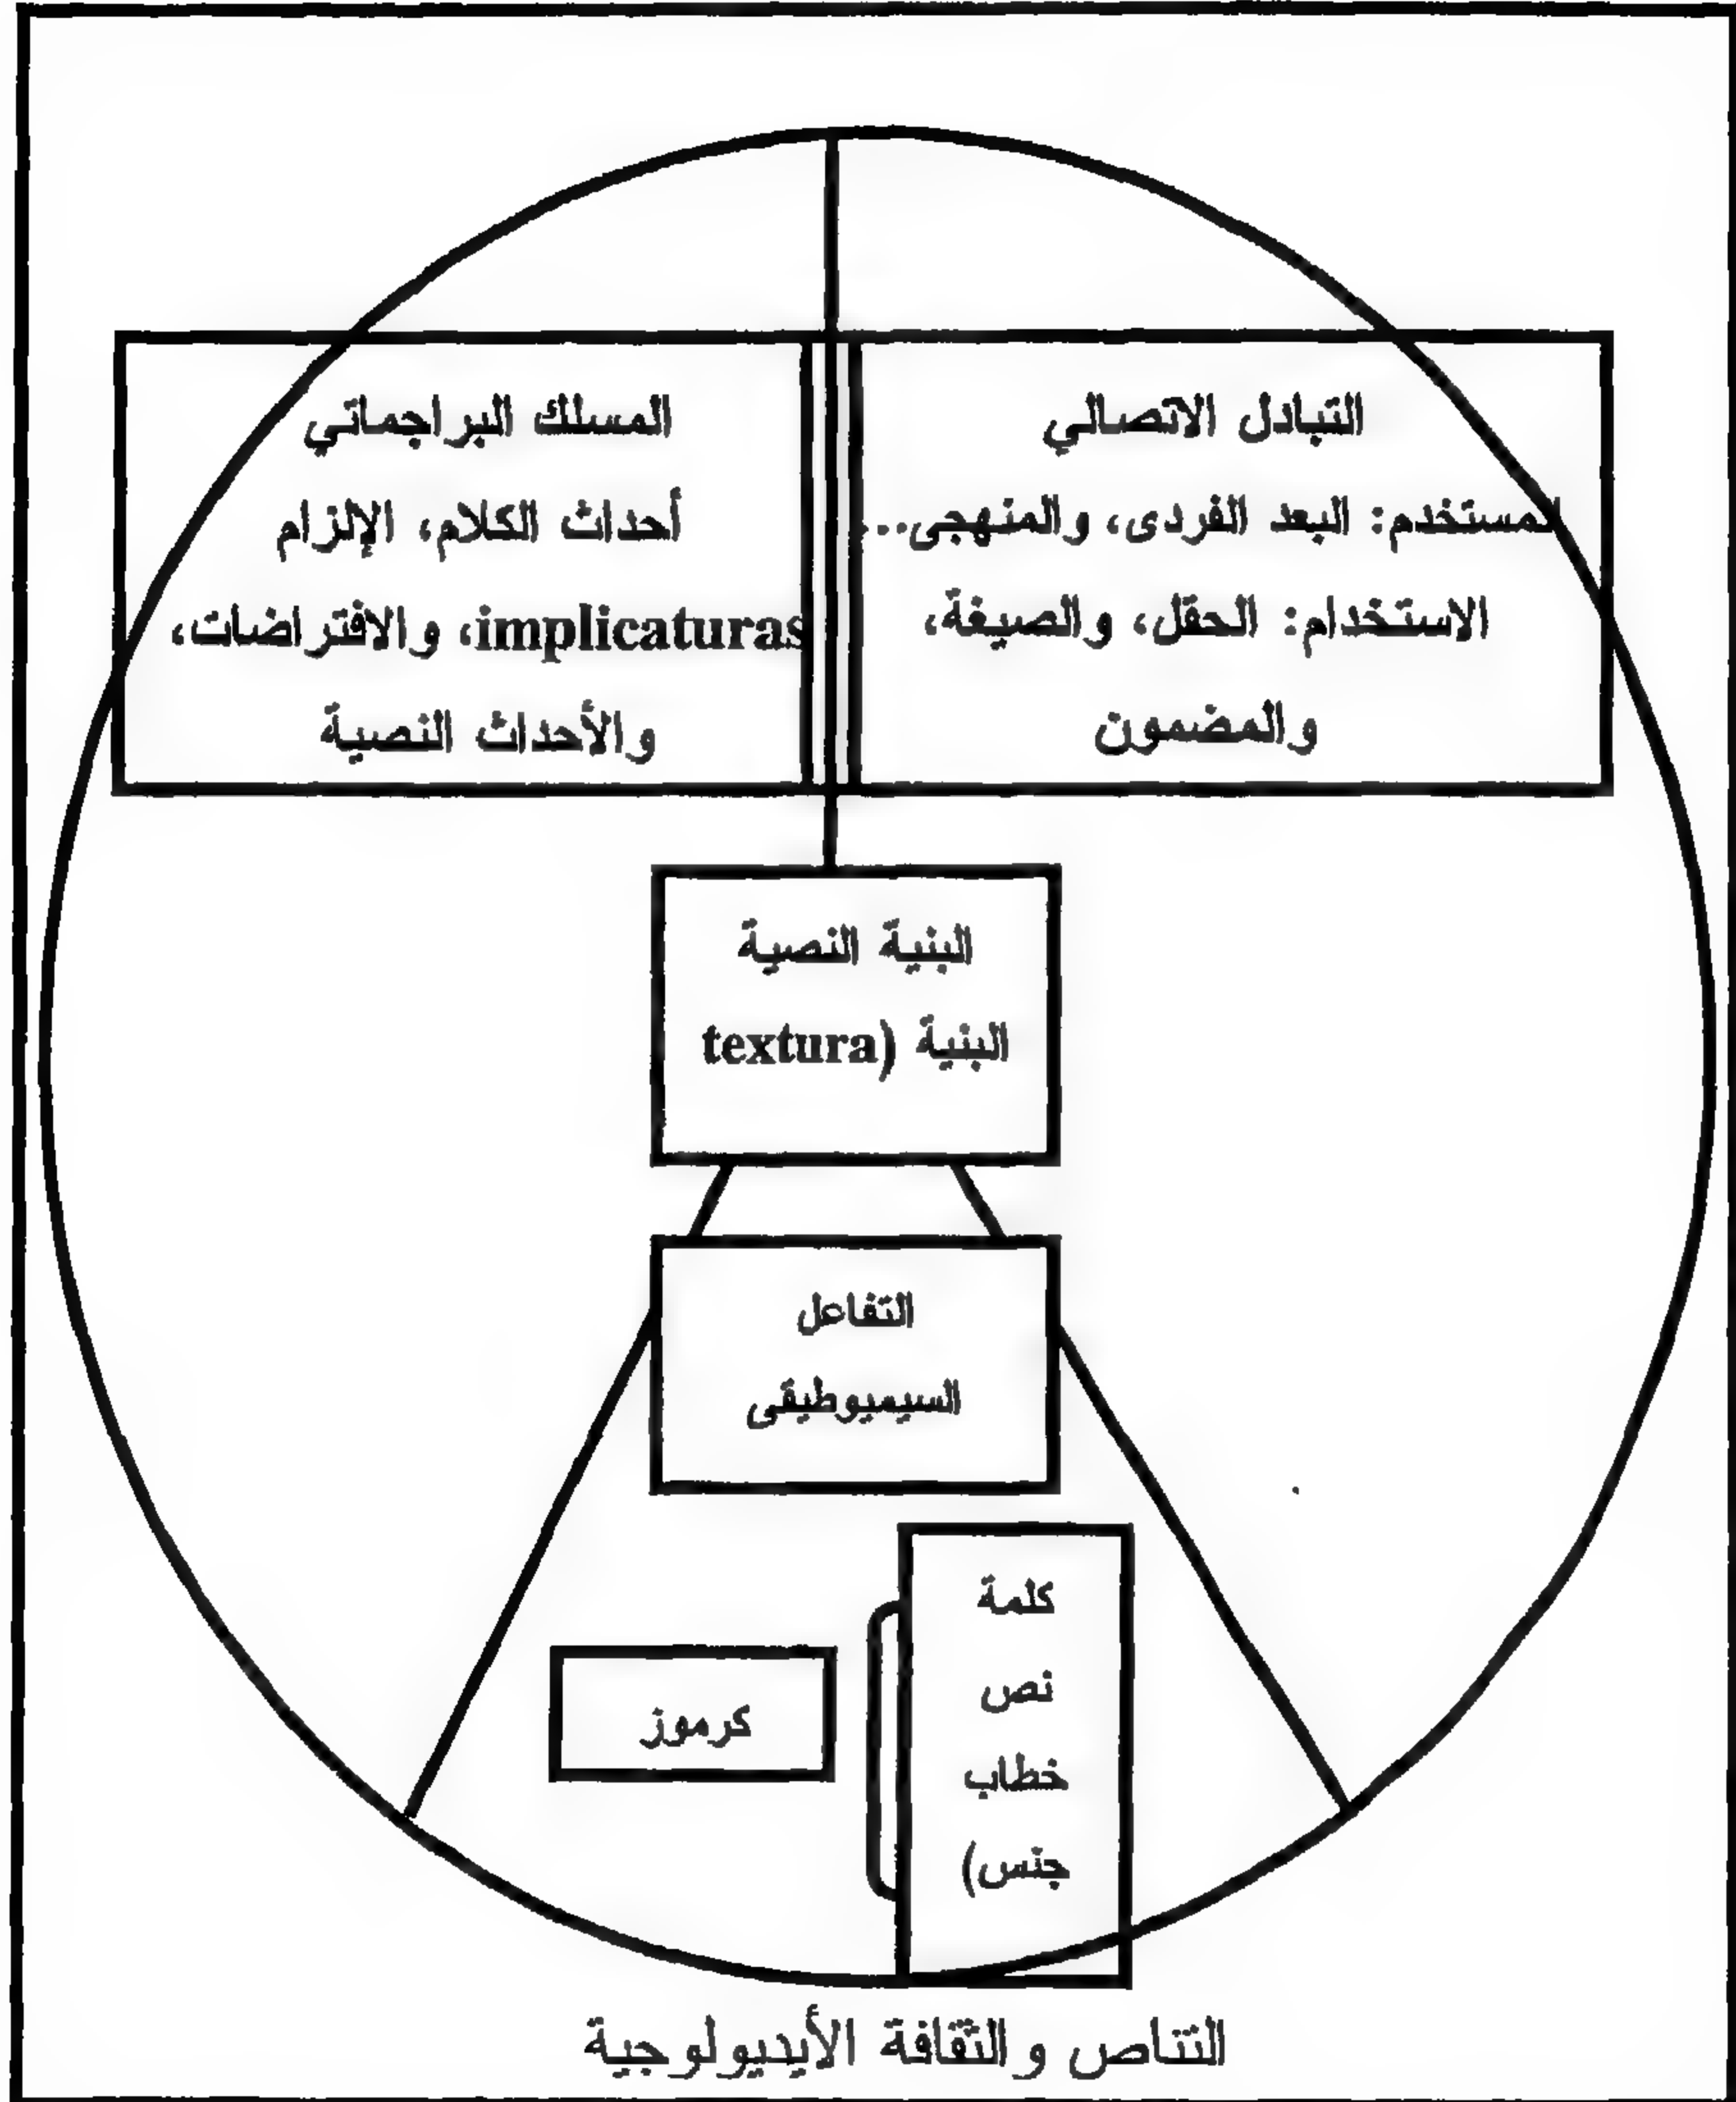 التبادل الاتصالي
المستخدم: البعد الفردى، والمنهجى..
الاستخدام: الحقل، والصيغة،
والمضمون
المسلك البراجماتي
أحداث الكلام، الإلزام
implicaturas، والافتراضات،
والأحداث النصية
البنية النصية
البنية (textura
التفاعل
السيميوطيقى
كلمة
نص
خطاب
جنس)
كرموز
التناص والثقافة الأيديولوجية